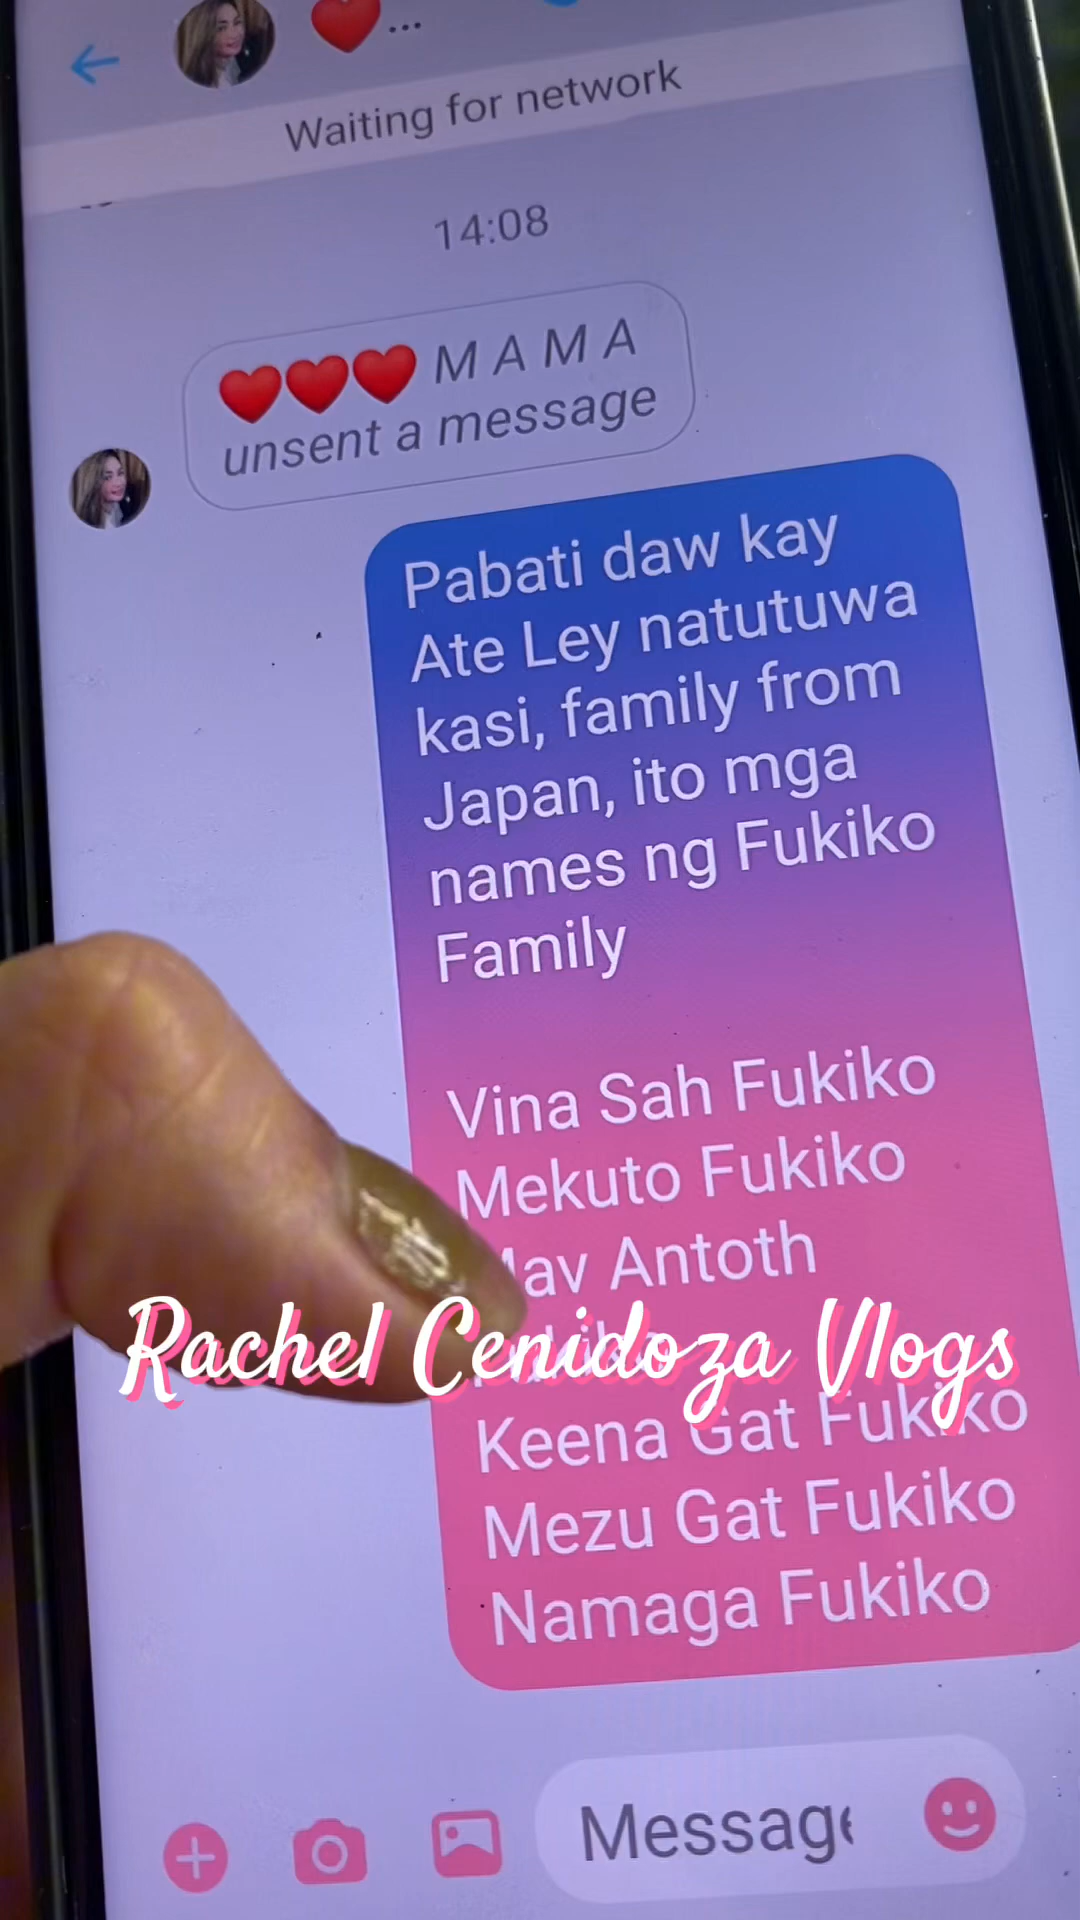 Waiting for network
14:08
❤️❤️❤️ M A M A
unsent a message
Pabati daw kay
Ate Ley natutuwa
kasi, family from
Japan, ito mga
names ng Fukiko
Family
Vina Sah Fukiko
Mekuto Fukiko
Antoth
Rachel Cenidoza Vlogs
Keena Gat Fukiko
Mezu Gat Fukiko
Namaga Fukiko